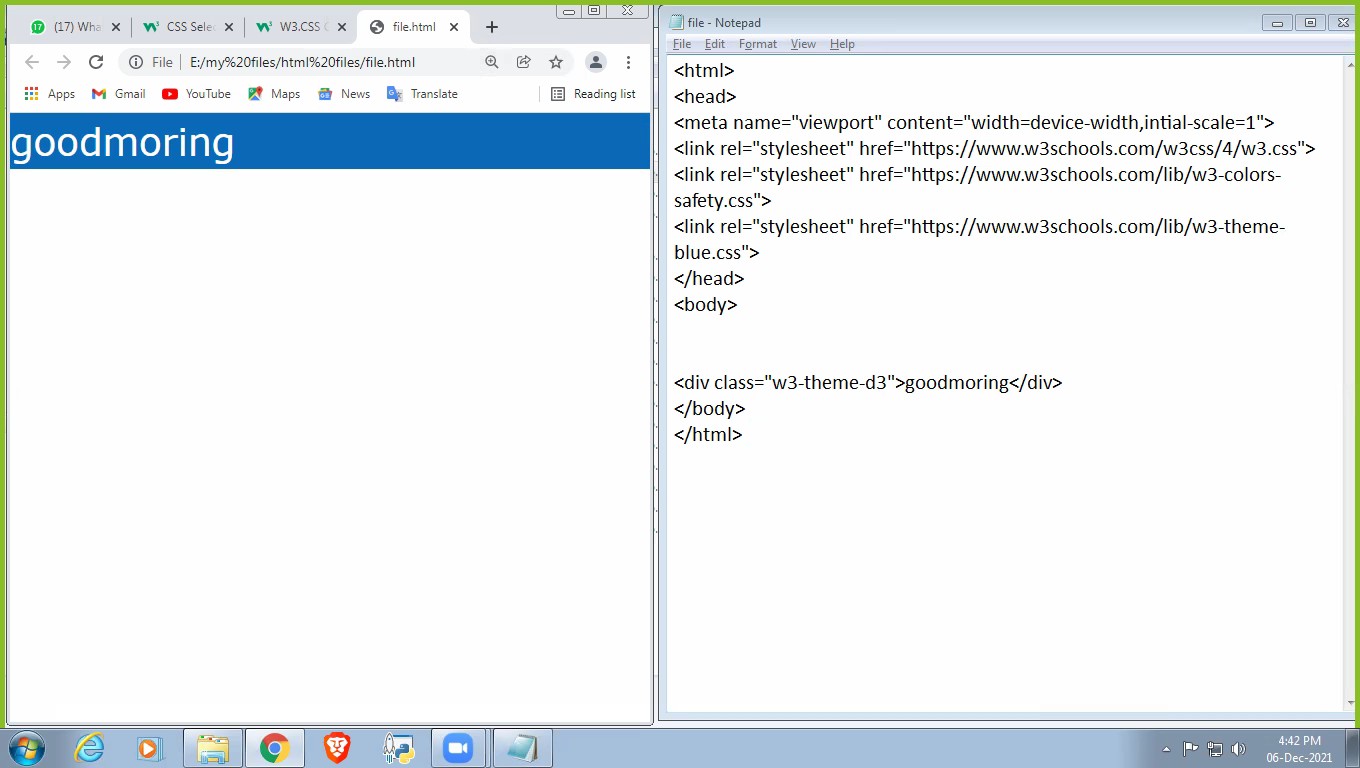 (17) Wha
CSS Sele
W3.CSS C
file.html
File
E:/my%20files/html%20files/file.html
Apps
Gmail
YouTube
Maps
News
Translate
Reading list
goodmoring
file - Notepad
File Edit Format View Help
<html>
<head>
<meta name="viewport" content="width=device-width,intial-scale=1">
<link rel="stylesheet" href="https://www.w3schools.com/w3css/4/w3.css">
<link rel="stylesheet" href="https://www.w3schools.com/lib/w3-colors-
safety.css">
<link rel="stylesheet" href="https://www.w3schools.com/lib/w3-theme-
blue.css">
</head>
<body>
<div class="w3-theme-d3">goodmoring</div>
</body>
</html>
4:42 PM
06-Dec-2021